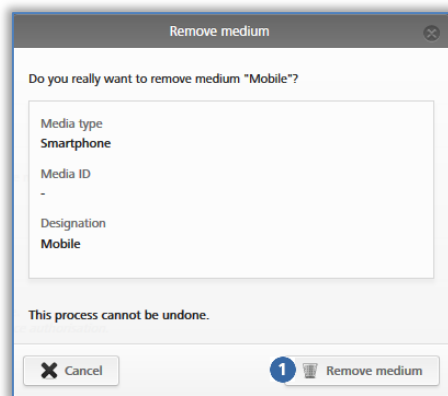 Remove medium
Do you really want to remove medium "Mobile"?
Media type
Smartphone
Media ID
-
Designation
Mobile
This process cannot be undone.
Cancel
1
Remove medium